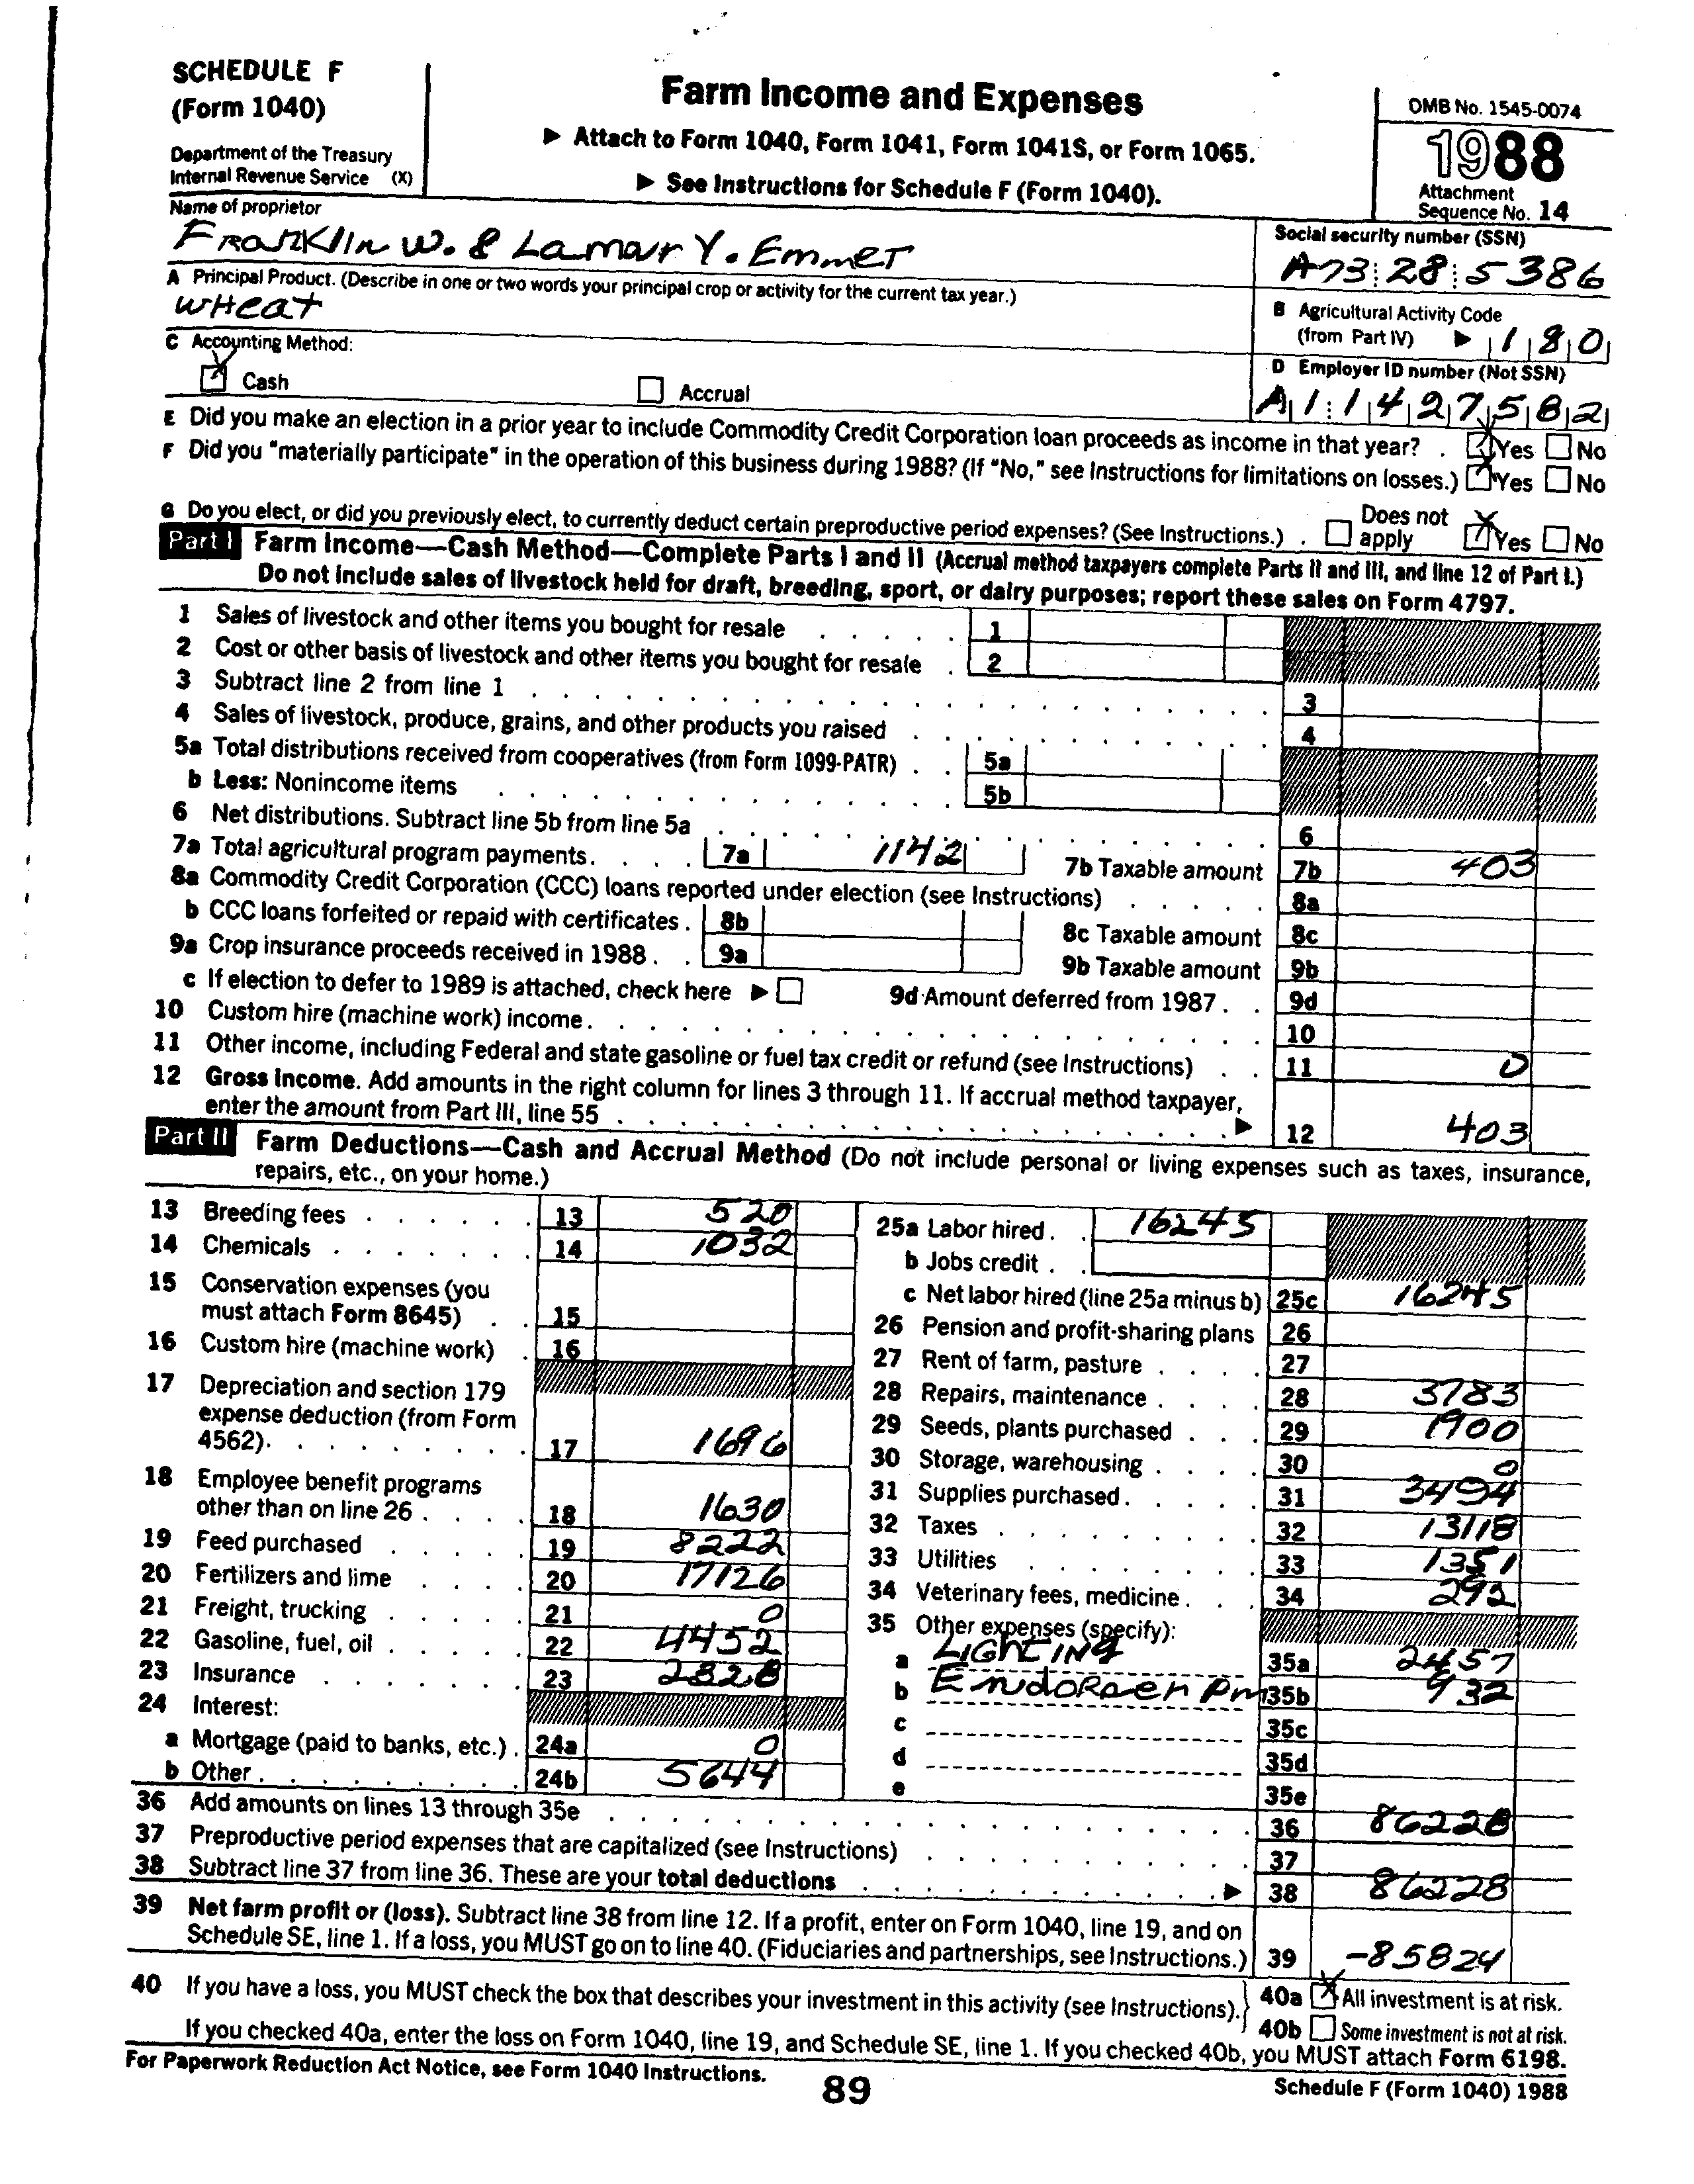 SCHEDULE F
(Form 1040)
Department of the Treasury
Internal Revenue Service (X)
Farm Income and Expenses
▶ Attach to Form 1040, Form 1041, Form 1041S, or Form 1065.
▶ See Instructions for Schedule F (Form 1040).
OMB No. 1545-0074
1988
Attachment
Sequence No. 14
Name of proprietor
FRANKlIn W. & Lamar Y. EmmeT
Social security number (SSN)
A73 28 5386
A Principal Product. (Describe in one or two words your principal crop or activity for the current tax year.)
WHeat
B Agricultural Activity Code
(from Part IV) ▶ 1 8 0
C Accounting Method:
X Cash Accrual
D Employer ID number (Not SSN)
A 1 1 4 2 7 5 8 2
E Did you make an election in a prior year to include Commodity Credit Corporation loan proceeds as income in that year? . X Yes No
F Did you "materially participate" in the operation of this business during 1988? (If "No," see Instructions for limitations on losses.) X Yes No
G Do you elect, or did you previously elect, to currently deduct certain preproductive period expenses? (See Instructions.) . Does not apply X Yes No
Part I Farm Income—Cash Method—Complete Parts I and II (Accrual method taxpayers complete Parts II and III, and line 12 of Part I.)
Do not include sales of livestock held for draft, breeding, sport, or dairy purposes; report these sales on Form 4797.
1 Sales of livestock and other items you bought for resale 1
2 Cost or other basis of livestock and other items you bought for resale 2
3 Subtract line 2 from line 1 3
4 Sales of livestock, produce, grains, and other products you raised 4
5a Total distributions received from cooperatives (from Form 1099-PATR) 5a
b Less: Nonincome items 5b
6 Net distributions. Subtract line 5b from line 5a 6
7a Total agricultural program payments. 7a 1142 7b Taxable amount 7b 403
8a Commodity Credit Corporation (CCC) loans reported under election (see Instructions) 8a
b CCC loans forfeited or repaid with certificates . 8b 8c Taxable amount 8c
9a Crop insurance proceeds received in 1988 . 9a 9b Taxable amount 9b
c If election to defer to 1989 is attached, check here ▶ 9d Amount deferred from 1987 . 9d
10 Custom hire (machine work) income . 10
11 Other income, including Federal and state gasoline or fuel tax credit or refund (see Instructions) 11 0
12 Gross Income. Add amounts in the right column for lines 3 through 11. If accrual method taxpayer,
enter the amount from Part III, line 55 ▶ 12 403
Part II Farm Deductions—Cash and Accrual Method (Do not include personal or living expenses such as taxes, insurance,
repairs, etc., on your home.)
13 Breeding fees 13 520
14 Chemicals 14 1032
15 Conservation expenses (you
must attach Form 8645) 15
16 Custom hire (machine work) 16
17 Depreciation and section 179
expense deduction (from Form
4562). 17 1696
18 Employee benefit programs
other than on line 26 18 1630
19 Feed purchased 19 8222
20 Fertilizers and lime 20 17126
21 Freight, trucking 21 0
22 Gasoline, fuel, oil 22 4452
23 Insurance 23 2828
24 Interest:
a Mortgage (paid to banks, etc.) . 24a 0
b Other 24b 5644
25a Labor hired . 16245
b Jobs credit .
c Net labor hired (line 25a minus b) 25c 16245
26 Pension and profit-sharing plans 26
27 Rent of farm, pasture 27
28 Repairs, maintenance 28 3783
29 Seeds, plants purchased 29 1900
30 Storage, warehousing 30 0
31 Supplies purchased 31 3494
32 Taxes 32 13118
33 Utilities 33 1351
34 Veterinary fees, medicine 34 292
35 Other expenses (specify):
a LIGHtING 35a 2457
b EndoRsen Pm 35b 432
c 35c
d 35d
e 35e
36 Add amounts on lines 13 through 35e 36 86228
37 Preproductive period expenses that are capitalized (see Instructions) 37
38 Subtract line 37 from line 36. These are your total deductions ▶ 38 86228
39 Net farm profit or (loss). Subtract line 38 from line 12. If a profit, enter on Form 1040, line 19, and on
Schedule SE, line 1. If a loss, you MUST go on to line 40. (Fiduciaries and partnerships, see Instructions.) 39 -85824
40 If you have a loss, you MUST check the box that describes your investment in this activity (see Instructions). 40a X All investment is at risk.
40b Some investment is not at risk.
If you checked 40a, enter the loss on Form 1040, line 19, and Schedule SE, line 1. If you checked 40b, you MUST attach Form 6198.
For Paperwork Reduction Act Notice, see Form 1040 Instructions.
89
Schedule F (Form 1040) 1988